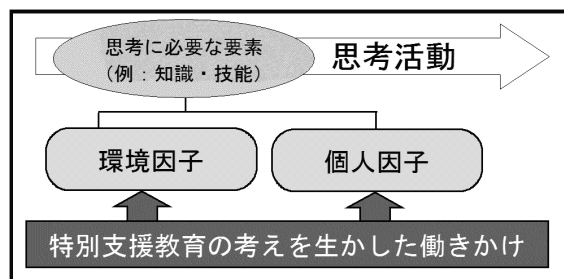 思考に必要な要素
(例:知識・技能)
思考活動
環境因子
個人因子
特別支援教育の考えを生かした働きかけ